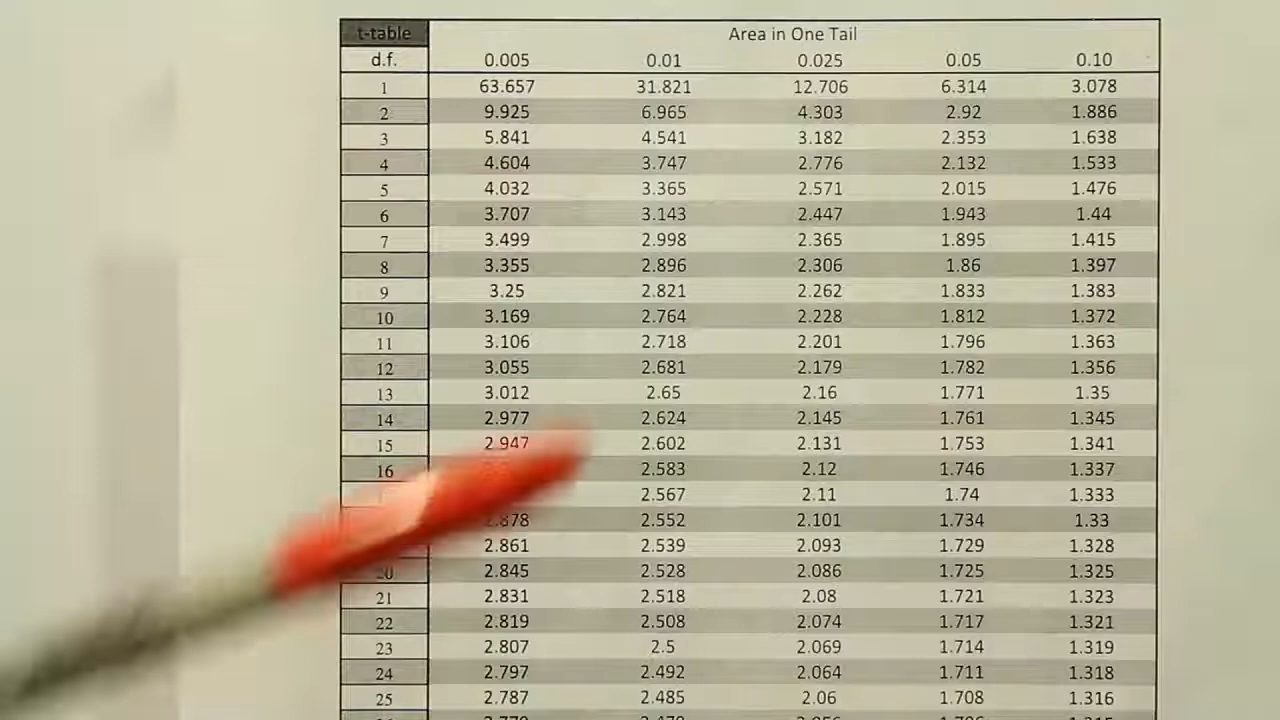 t-table Area in One Tail
d.f. 0.005 0.01 0.025 0.05 0.10
1 63.657 31.821 12.706 6.314 3.078
2 9.925 6.965 4.303 2.92 1.886
3 5.841 4.541 3.182 2.353 1.638
4 4.604 3.747 2.776 2.132 1.533
5 4.032 3.365 2.571 2.015 1.476
6 3.707 3.143 2.447 1.943 1.44
7 3.499 2.998 2.365 1.895 1.415
8 3.355 2.896 2.306 1.86 1.397
9 3.25 2.821 2.262 1.833 1.383
10 3.169 2.764 2.228 1.812 1.372
11 3.106 2.718 2.201 1.796 1.363
12 3.055 2.681 2.179 1.782 1.356
13 3.012 2.65 2.16 1.771 1.35
14 2.977 2.624 2.145 1.761 1.345
15 2.947 2.602 2.131 1.753 1.341
16 2.583 2.12 1.746 1.337
2.567 2.11 1.74 1.333
2.878 2.552 2.101 1.734 1.33
2.861 2.539 2.093 1.729 1.328
20 2.845 2.528 2.086 1.725 1.325
21 2.831 2.518 2.08 1.721 1.323
22 2.819 2.508 2.074 1.717 1.321
23 2.807 2.5 2.069 1.714 1.319
24 2.797 2.492 2.064 1.711 1.318
25 2.787 2.485 2.06 1.708 1.316